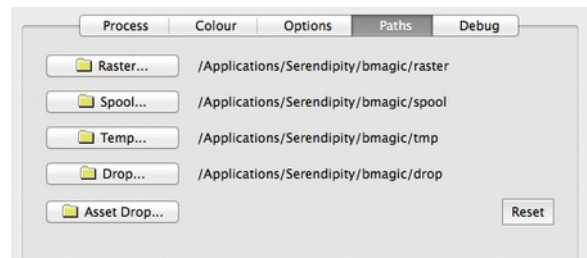 Process Colour Options Paths Debug
Raster... /Applications/Serendipity/bmagic/raster
Spool... /Applications/Serendipity/bmagic/spool
Temp... /Applications/Serendipity/bmagic/tmp
Drop... /Applications/Serendipity/bmagic/drop
Asset Drop... Reset